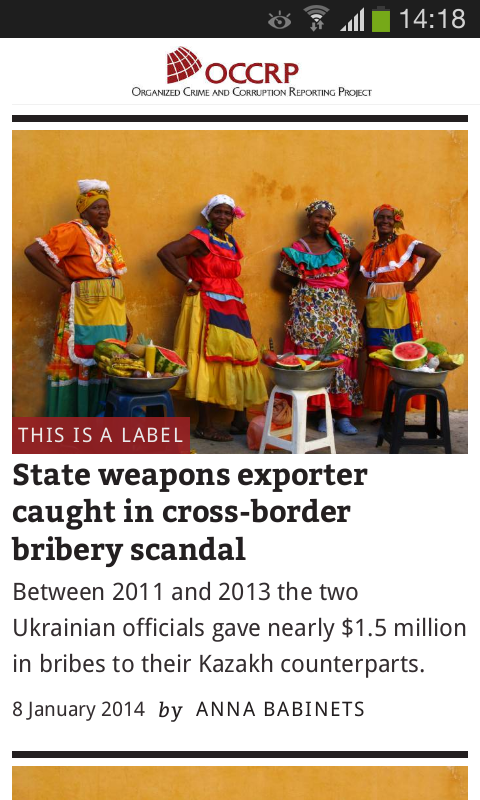 14:18
OCCRP
Organized Crime and Corruption Reporting Project
THIS IS A LABEL
State weapons exporter
caught in cross-border
bribery scandal
Between 2011 and 2013 the two
Ukrainian officials gave nearly $1.5 million
in bribes to their Kazakh counterparts.
8 January 2014 by ANNA BABINETS